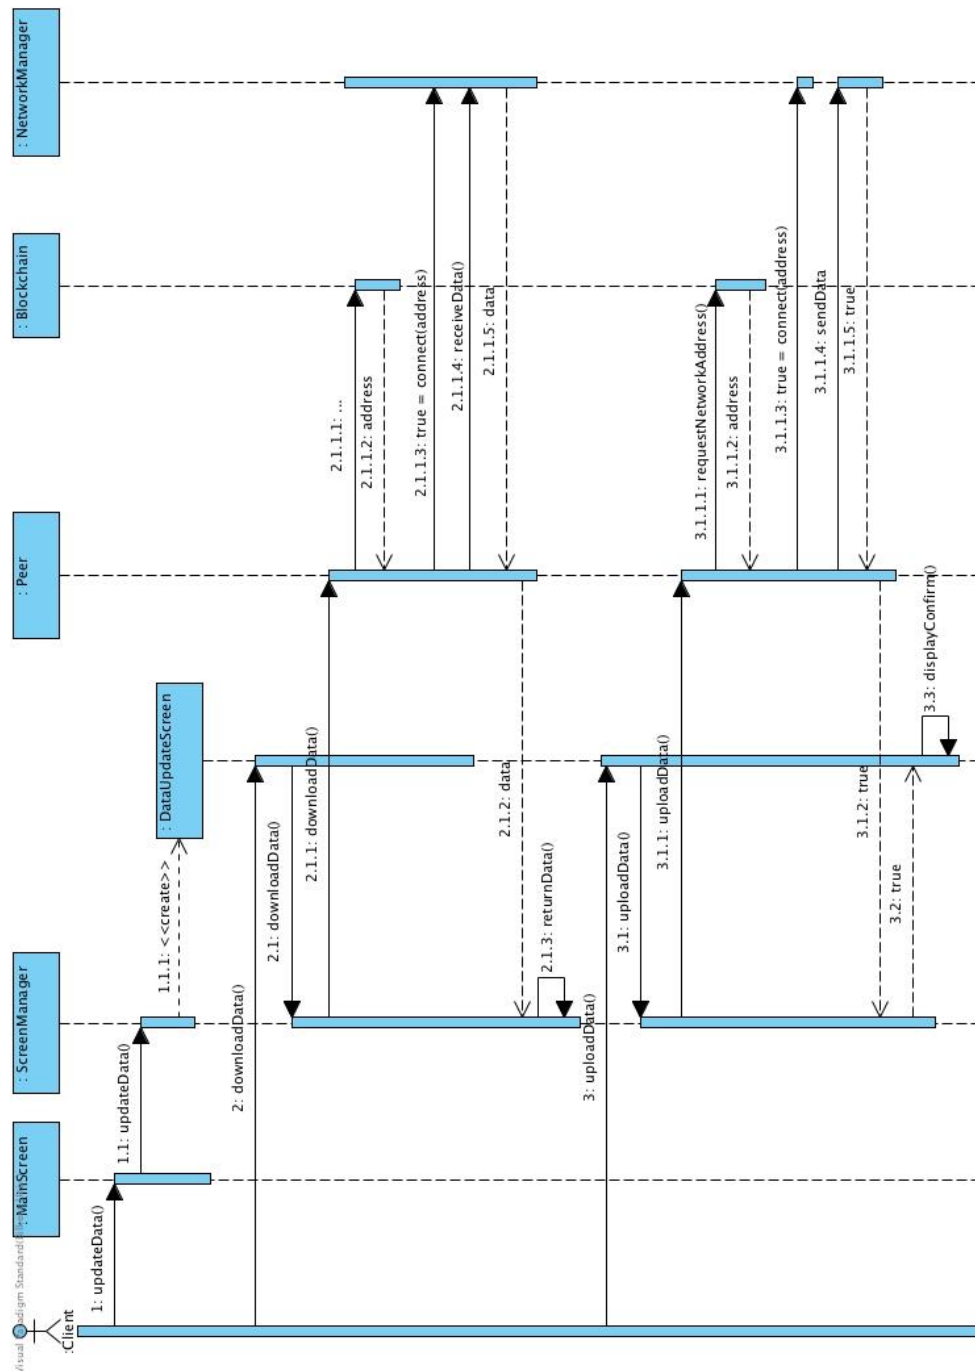 :Client
: MainScreen
: ScreenManager
: DataUpdateScreen
: Peer
: Blockchain
: NetworkManager
1: updateData()
1.1: updateData()
1.1.1: <<create>>
2: downloadData()
2.1: downloadData()
2.1.1: downloadData()
2.1.1.1: ...
2.1.1.2: address
2.1.1.3: true = connect(address)
2.1.1.4: receiveData()
2.1.1.5: data
2.1.2: data
2.1.3: returnData()
3: uploadData()
3.1: uploadData()
3.1.1: uploadData()
3.1.1.1: requestNetworkAddress()
3.1.1.2: address
3.1.1.3: true = connect(address)
3.1.1.4: sendData
3.1.1.5: true
3.1.2: true
3.2: true
3.3: displayConfirm()